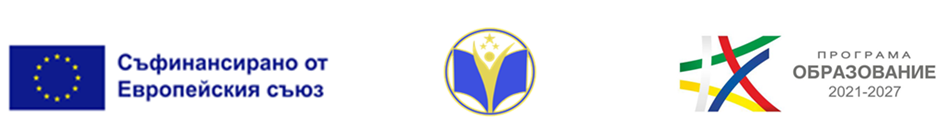 Съфинансирано от
Европейския съюз
ПРОГРАМА
ОБРАЗОВАНИЕ
2021-2027